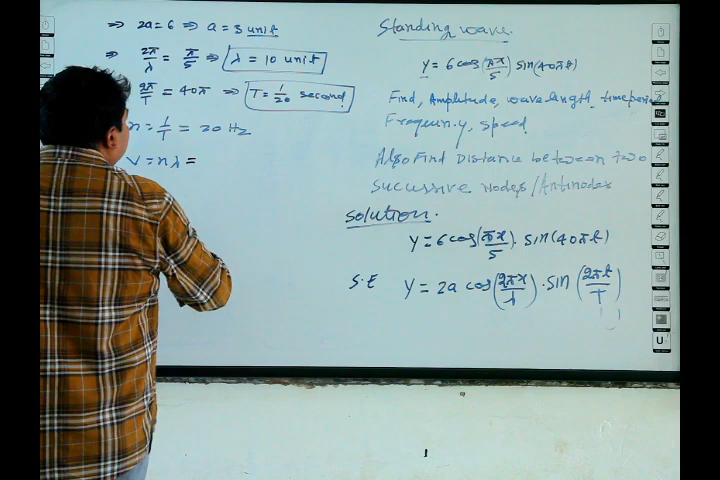 ⇒ 2a = 6 ⇒ a = 3 unit
⇒ 2π/λ = π/5 ⇒ λ = 10 unit
2π/T = 40π ⇒ T = 1/20 second
n = 1/T = 20 Hz
V = nλ =
Standing wave.
y = 6 cos(πx/5) sin(40πt)
Find, Amplitude, wavelength, timeperiod
Frequin.y, speed
Also Find Distance between two
sucussive Nodes/Antinodes
solution.
Y = 6 cos(πx/5). sin(40πt)
S.E Y = 2a cos(2πx/λ) . sin(2πt/T)
U